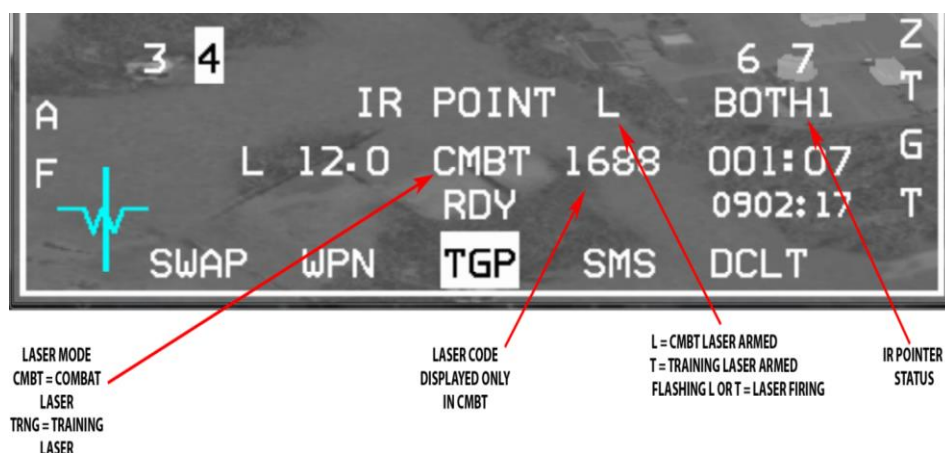 Z
3 4 6 7
T
IR POINT L BOTH1
A
G
L 12.0 CMBT 1688 001:07
F
RDY 0902:17 T
SWAP WPN TGP SMS DCLT
LASER MODE
CMBT = COMBAT
LASER
TRNG = TRAINING
LASER
LASER CODE
DISPLAYED ONLY
IN CMBT
L = CMBT LASER ARMED
T = TRAINING LASER ARMED
FLASHING L OR T = LASER FIRING
IR POINTER
STATUS